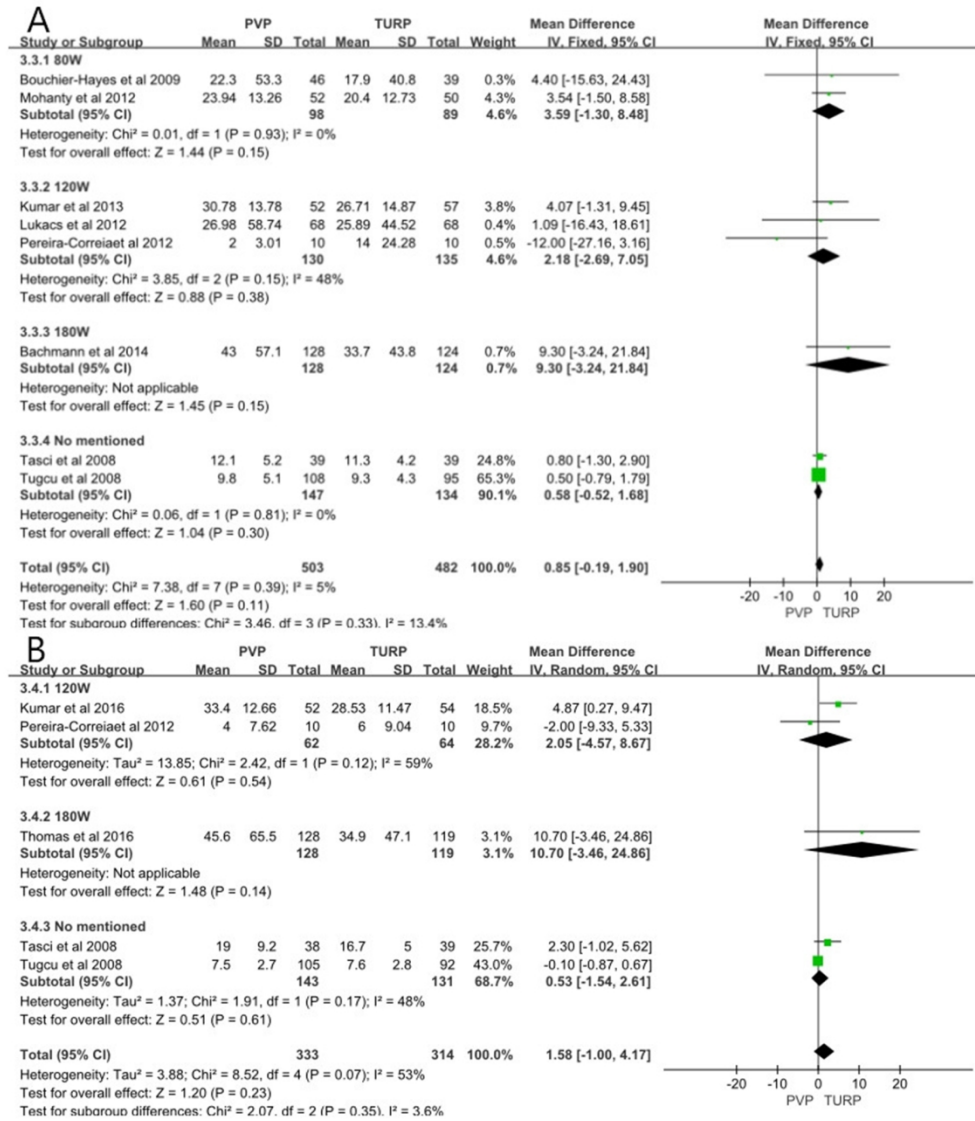 A
PVP TURP Mean Difference Mean Difference
Study or Subgroup Mean SD Total Mean SD Total Weight IV, Fixed, 95% CI IV, Fixed, 95% CI
3.3.1 80W
Bouchier-Hayes et al 2009 22.3 53.3 46 17.9 40.8 39 0.3% 4.40 [-15.63, 24.43]
Mohanty et al 2012 23.94 13.26 52 20.4 12.73 50 4.3% 3.54 [-1.50, 8.58]
Subtotal (95% CI) 98 89 4.6% 3.59 [-1.30, 8.48]
Heterogeneity: Chi² = 0.01, df = 1 (P = 0.93); I² = 0%
Test for overall effect: Z = 1.44 (P = 0.15)
3.3.2 120W
Kumar et al 2013 30.78 13.78 52 26.71 14.87 57 3.8% 4.07 [-1.31, 9.45]
Lukacs et al 2012 26.98 58.74 68 25.89 44.52 68 0.4% 1.09 [-16.43, 18.61]
Pereira-Correiaet al 2012 2 3.01 10 14 24.28 10 0.5% -12.00 [-27.16, 3.16]
Subtotal (95% CI) 130 135 4.6% 2.18 [-2.69, 7.05]
Heterogeneity: Chi² = 3.85, df = 2 (P = 0.15); I² = 48%
Test for overall effect: Z = 0.88 (P = 0.38)
3.3.3 180W
Bachmann et al 2014 43 57.1 128 33.7 43.8 124 0.7% 9.30 [-3.24, 21.84]
Subtotal (95% CI) 128 124 0.7% 9.30 [-3.24, 21.84]
Heterogeneity: Not applicable
Test for overall effect: Z = 1.45 (P = 0.15)
3.3.4 No mentioned
Tasci et al 2008 12.1 5.2 39 11.3 4.2 39 24.8% 0.80 [-1.30, 2.90]
Tugcu et al 2008 9.8 5.1 108 9.3 4.3 95 65.3% 0.50 [-0.79, 1.79]
Subtotal (95% CI) 147 134 90.1% 0.58 [-0.52, 1.68]
Heterogeneity: Chi² = 0.06, df = 1 (P = 0.81); I² = 0%
Test for overall effect: Z = 1.04 (P = 0.30)
Total (95% CI) 503 482 100.0% 0.85 [-0.19, 1.90]
Heterogeneity: Chi² = 7.38, df = 7 (P = 0.39); I² = 5%
Test for overall effect: Z = 1.60 (P = 0.11)
Test for subgroup differences: Chi² = 3.46, df = 3 (P = 0.33), I² = 13.4%
-20 -10 0 10 20
PVP TURP
B
PVP TURP Mean Difference Mean Difference
Study or Subgroup Mean SD Total Mean SD Total Weight IV, Random, 95% CI IV, Random, 95% CI
3.4.1 120W
Kumar et al 2016 33.4 12.66 52 28.53 11.47 54 18.5% 4.87 [0.27, 9.47]
Pereira-Correiaet al 2012 4 7.62 10 6 9.04 10 9.7% -2.00 [-9.33, 5.33]
Subtotal (95% CI) 62 64 28.2% 2.05 [-4.57, 8.67]
Heterogeneity: Tau² = 13.85; Chi² = 2.42, df = 1 (P = 0.12); I² = 59%
Test for overall effect: Z = 0.61 (P = 0.54)
3.4.2 180W
Thomas et al 2016 45.6 65.5 128 34.9 47.1 119 3.1% 10.70 [-3.46, 24.86]
Subtotal (95% CI) 128 119 3.1% 10.70 [-3.46, 24.86]
Heterogeneity: Not applicable
Test for overall effect: Z = 1.48 (P = 0.14)
3.4.3 No mentioned
Tasci et al 2008 19 9.2 38 16.7 5 39 25.7% 2.30 [-1.02, 5.62]
Tugcu et al 2008 7.5 2.7 105 7.6 2.8 92 43.0% -0.10 [-0.87, 0.67]
Subtotal (95% CI) 143 131 68.7% 0.53 [-1.54, 2.61]
Heterogeneity: Tau² = 1.37; Chi² = 1.91, df = 1 (P = 0.17); I² = 48%
Test for overall effect: Z = 0.51 (P = 0.61)
Total (95% CI) 333 314 100.0% 1.58 [-1.00, 4.17]
Heterogeneity: Tau² = 3.88; Chi² = 8.52, df = 4 (P = 0.07); I² = 53%
Test for overall effect: Z = 1.20 (P = 0.23)
Test for subgroup differences: Chi² = 2.07, df = 2 (P = 0.35), I² = 3.6%
-20 -10 0 10 20
PVP TURP